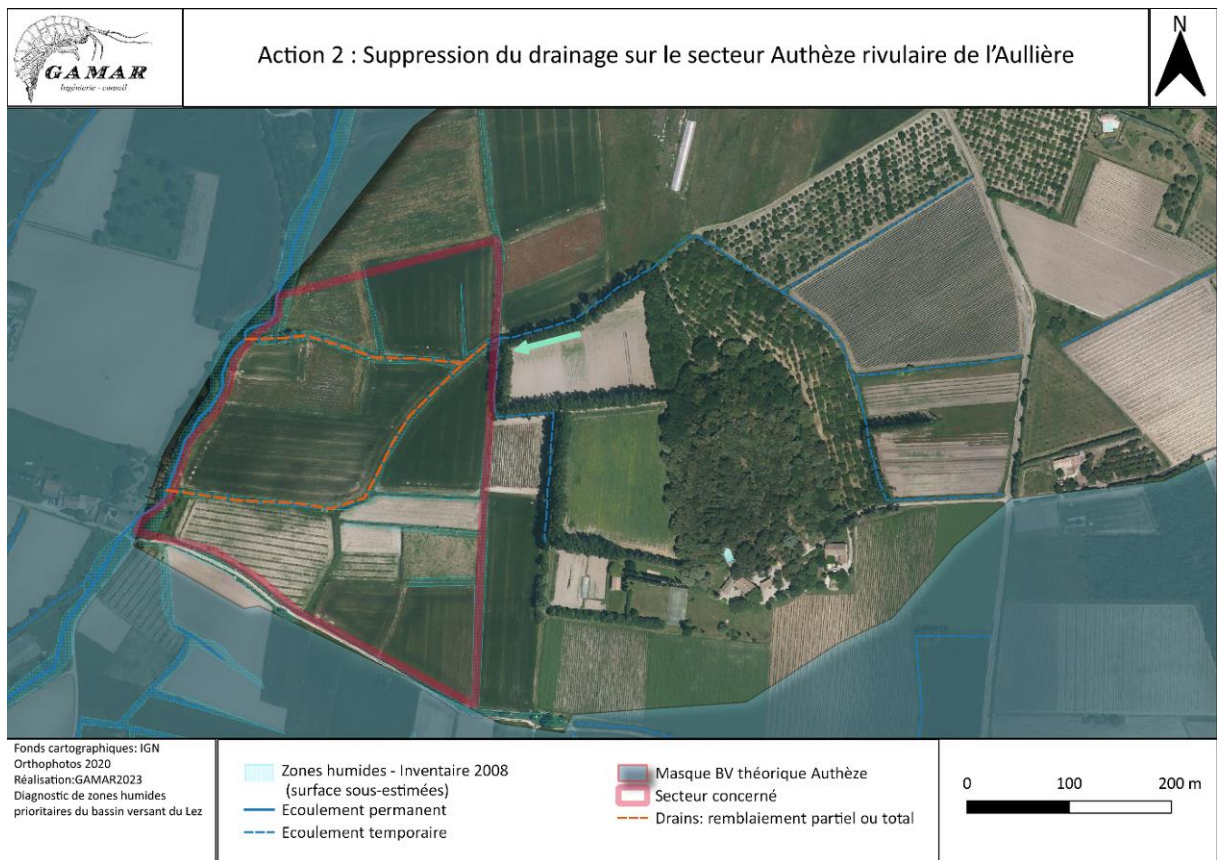 GAMAR
Ingénierie - conseil
Action 2 : Suppression du drainage sur le secteur Authèze rivulaire de l'Aullière
N
Fonds cartographiques: IGN
Orthophotos 2020
Réalisation:GAMAR2023
Diagnostic de zones humides
prioritaires du bassin versant du Lez
Zones humides - Inventaire 2008
(surface sous-estimées)
Ecoulement permanent
Ecoulement temporaire
Masque BV théorique Authèze
Secteur concerné
Drains: remblaiement partiel ou total
0 100 200 m